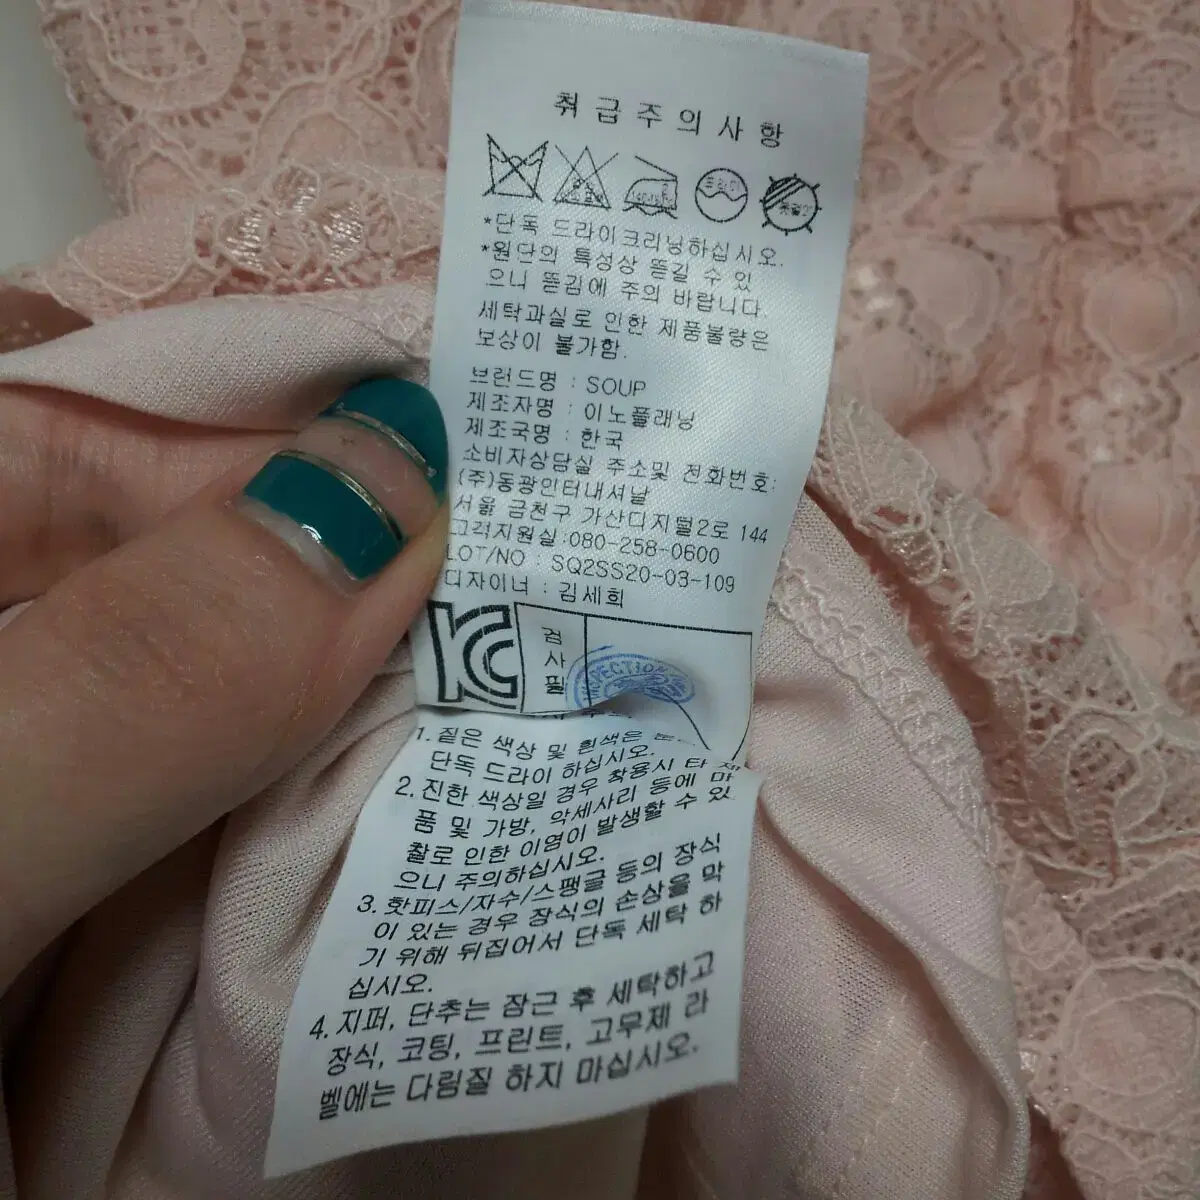 취급주의사항
드라이
*단독 드라이크리닝하십시오.
*원단의 특성상 뜯길 수 있
으니 뜯김에 주의 바랍니다.
세탁과실로 인한 제품불량은
보상이 불가함.
브런드명 : SOUP
제조자명 : 이노플래닝
제조국명 : 한국
소비자상담실 주소및 전화번호:
(주)동광인터내셔날
서울 금천구 가산디지털2로 144
고객지원실:080-258-0600
LOT/NO SQ2SS20-03-109
디자이너 : 김세희
검사필
INSPECTION
1. 짙은 색상 및 흰색은
단독 드라이 하십시오.
2. 진한 색상일 경우 착용시 타 제
품 및 가방, 악세사리 등에 마
찰로 인한 이염이 발생할 수 있
으니 주의하십시오.
3. 핫피스/자수/스팽글 등의 장식
이 있는 경우 장식의 손상을 막
기 위해 뒤집어서 단독 세탁 하
십시오.
4. 지퍼, 단추는 잠근 후 세탁하고
장식, 코팅, 프린트, 고무제 라
벨에는 다림질 하지 마십시오.